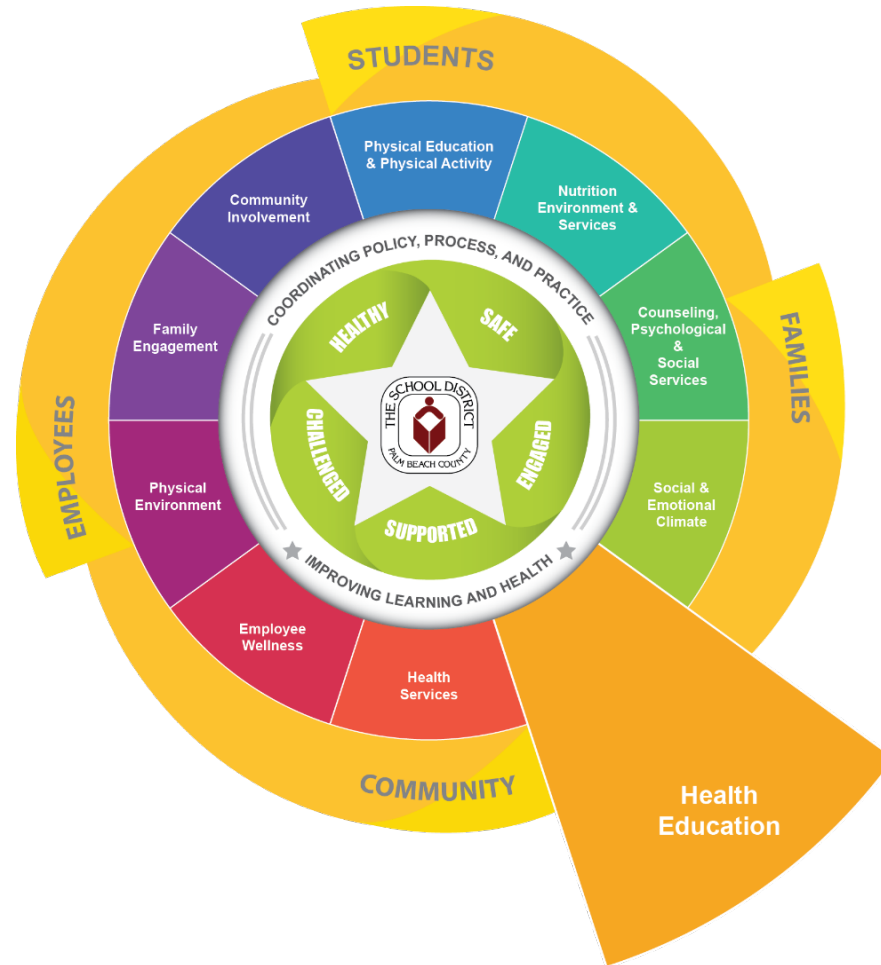 STUDENTS
Physical Education
& Physical Activity
Nutrition
Environment &
Services
Community
Involvement
COORDINATING POLICY, PROCESS, AND PRACTICE
FAMILIES
Counseling,
Psychological
&
Social
Services
Family
Engagement
HEALTHY
SAFE
THE SCHOOL DISTRICT
PALM BEACH COUNTY
CHALLENGED
ENGAGED
SUPPORTED
EMPLOYEES
Physical
Environment
Social &
Emotional
Climate
IMPROVING LEARNING AND HEALTH
Employee
Wellness
Health
Services
COMMUNITY
Health
Education